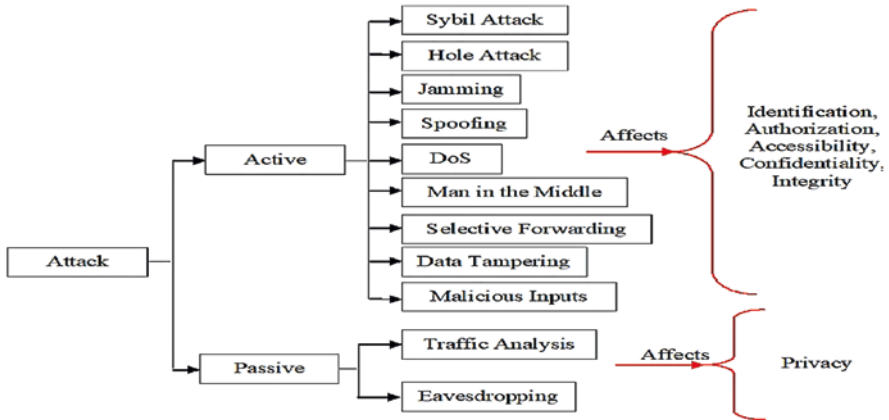 Sybil Attack
Hole Attack
Jamming
Spoofing
DoS
Man in the Middle
Selective Forwarding
Data Tampering
Malicious Inputs
Active
Attack
Passive
Traffic Analysis
Eavesdropping
Affects
Identification,
Authorization,
Accessibility,
Confidentiality,
Integrity
Affects
Privacy